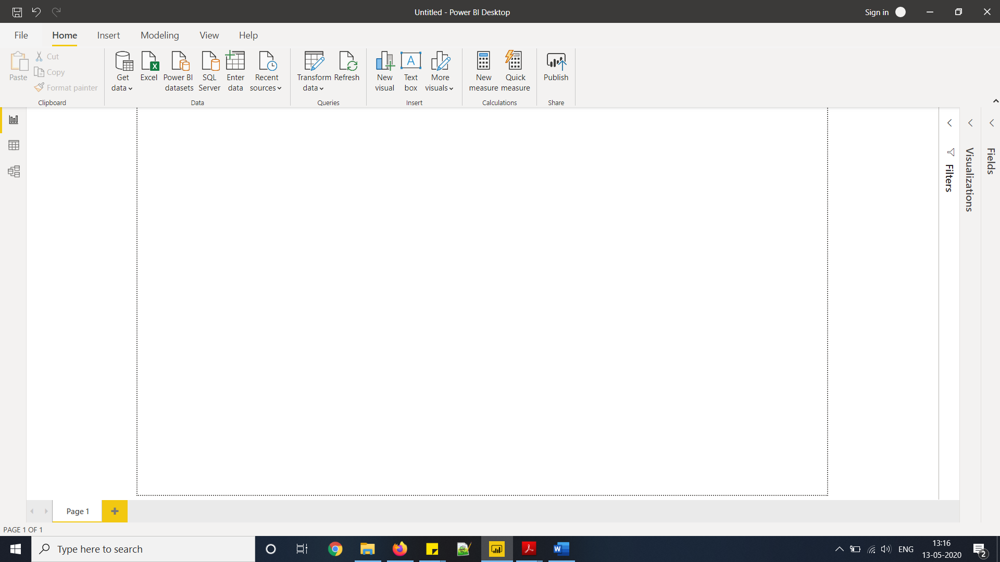 Untitled - Power BI Desktop
Sign in
File Home Insert Modeling View Help
Paste
Cut
Copy
Format painter
Clipboard
Get data
Excel
Power BI datasets
SQL Server
Enter data
Recent sources
Data
Transform data
Refresh
Queries
New visual
Text box
More visuals
Insert
New measure
Quick measure
Calculations
Publish
Share
Filters
Visualizations
Fields
Page 1
PAGE 1 OF 1
Type here to search
ENG
13:16
13-05-2020
2